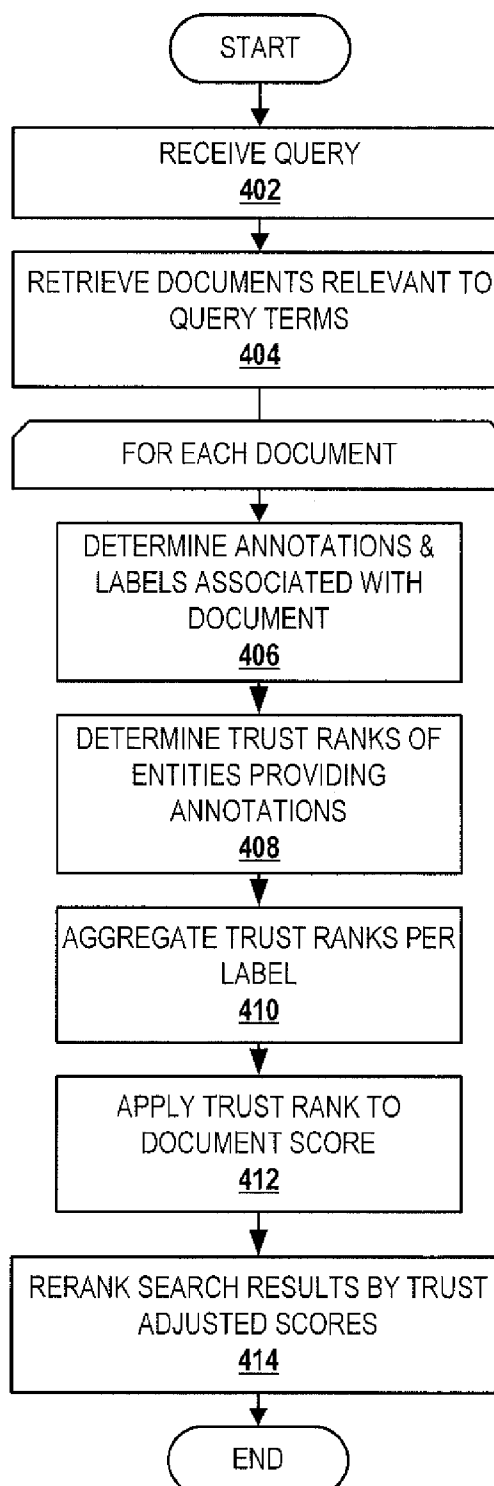 START
RECEIVE QUERY
402
RETRIEVE DOCUMENTS RELEVANT TO
QUERY TERMS
404
FOR EACH DOCUMENT
DETERMINE ANNOTATIONS &
LABELS ASSOCIATED WITH
DOCUMENT
406
DETERMINE TRUST RANKS OF
ENTITIES PROVIDING
ANNOTATIONS
408
AGGREGATE TRUST RANKS PER
LABEL
410
APPLY TRUST RANK TO
DOCUMENT SCORE
412
RERANK SEARCH RESULTS BY TRUST
ADJUSTED SCORES
414
END